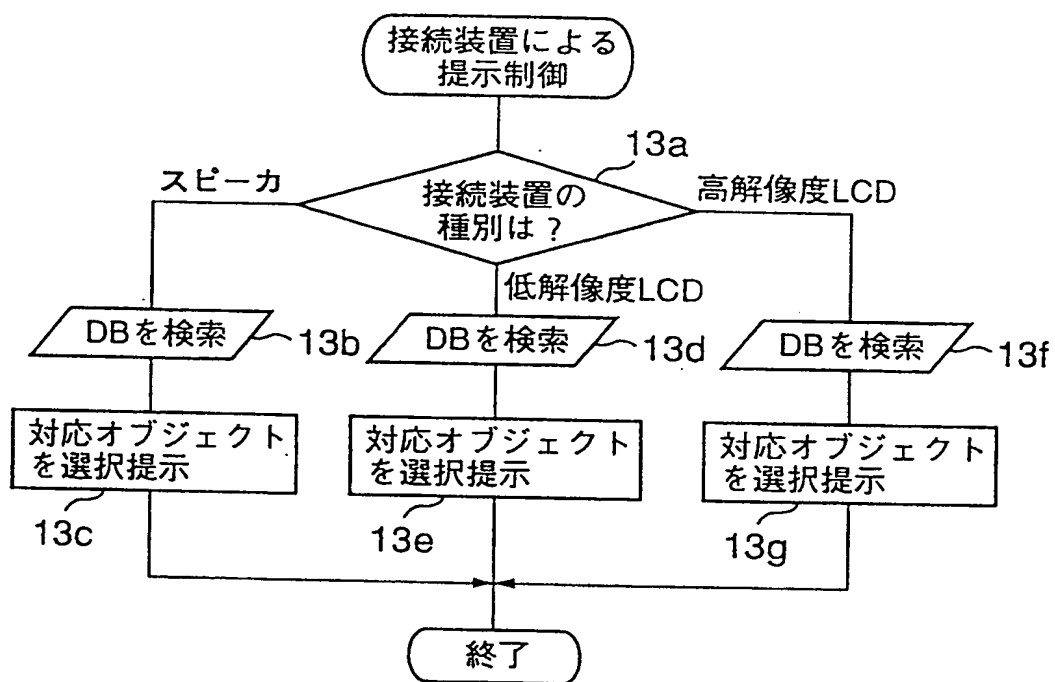 接続装置による
提示制御
13a
スピーカ
接続装置の
種別は？
高解像度LCD
低解像度LCD
DBを検索
13b
DBを検索
13d
DBを検索
13f
対応オブジェクト
を選択提示
13c
対応オブジェクト
を選択提示
13e
対応オブジェクト
を選択提示
13g
終了